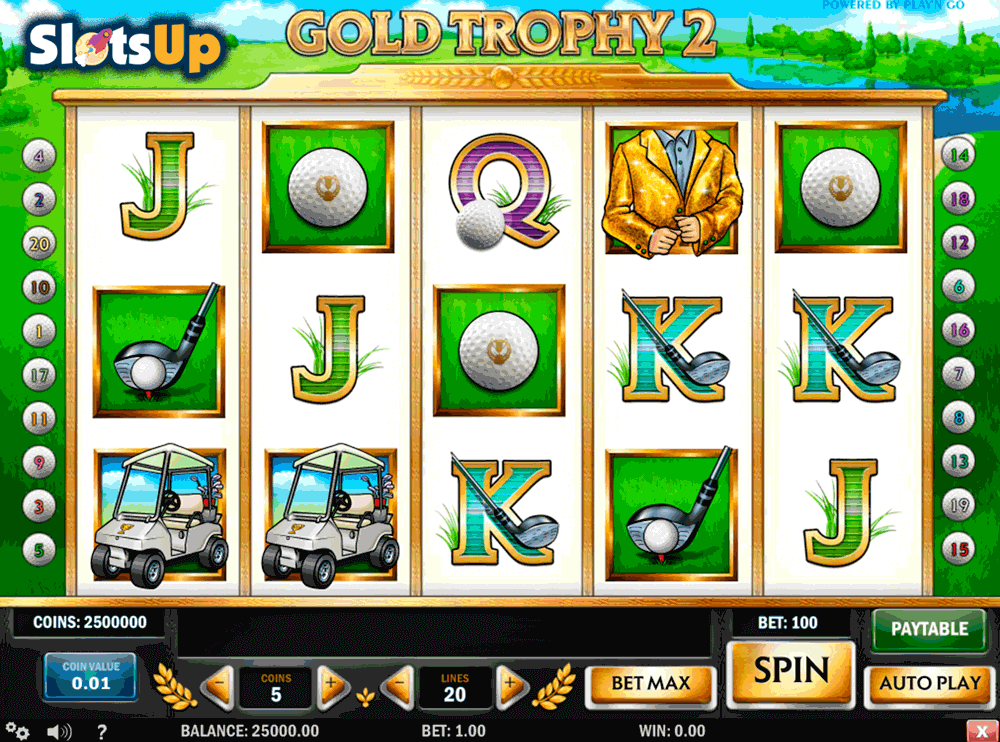 POWERED BY PLAY'N GO
SlotsUp
GOLD TROPHY 2
J
Q
J
K
K
K
J
4
2
20
10
1
17
11
9
3
5
14
18
12
6
16
7
8
13
19
15
COINS: 2500000
BET: 100
PAYTABLE
COIN VALUE
0.01
− COINS +
5
− LINES +
20
BET MAX
SPIN
AUTO PLAY
? BALANCE: 25000.00 BET: 1.00 WIN: 0.00 X